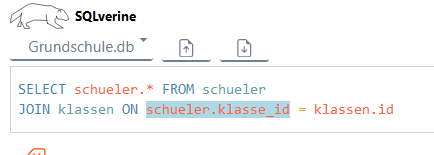 SQLverine
Grundschule.db
SELECT schueler.* FROM schueler
JOIN klassen ON schueler.klasse_id = klassen.id